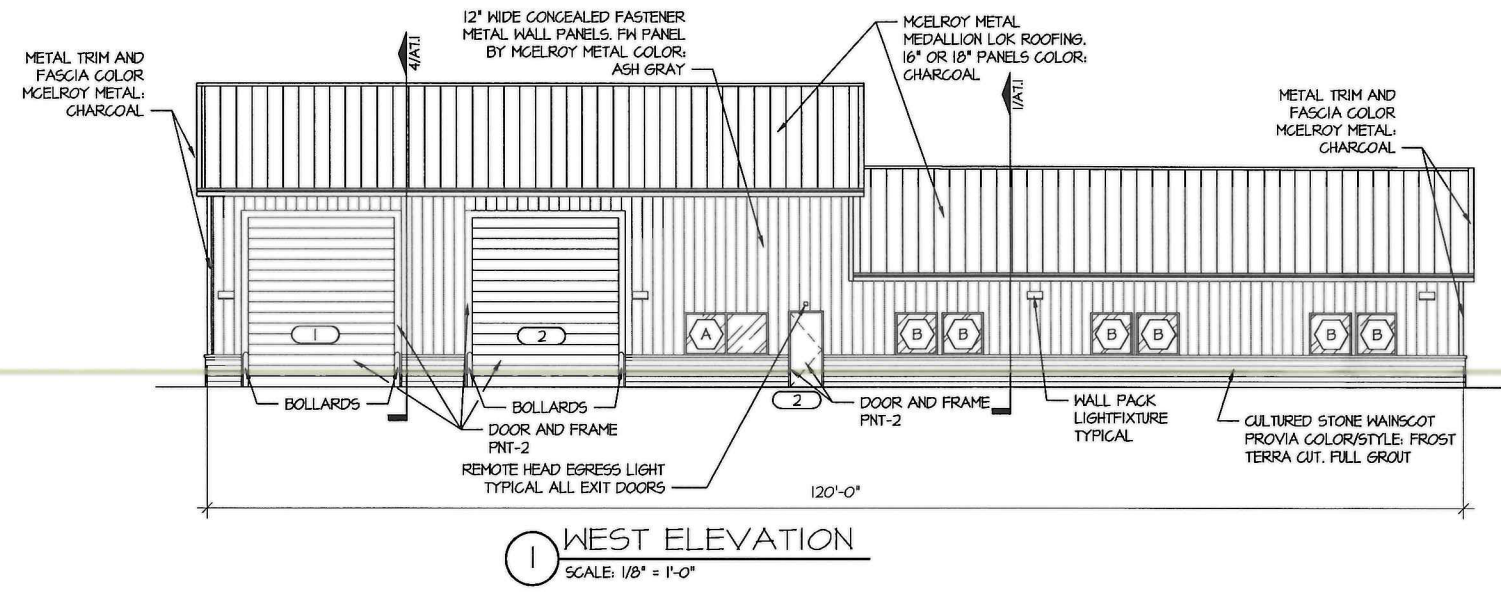 12" WIDE CONCEALED FASTENER
METAL WALL PANELS. FW PANEL
BY MCELROY METAL COLOR:
ASH GRAY
MCELROY METAL
MEDALLION LOK ROOFING.
16" OR 18" PANELS COLOR:
CHARCOAL
METAL TRIM AND
FASCIA COLOR
MCELROY METAL:
CHARCOAL
4/A7.1
1/A7.1
METAL TRIM AND
FASCIA COLOR
MCELROY METAL:
CHARCOAL
1
2
A
B
B
B
B
B
B
BOLLARDS
BOLLARDS
2
DOOR AND FRAME
PNT-2
DOOR AND FRAME
PNT-2
WALL PACK
LIGHTFIXTURE
TYPICAL
CULTURED STONE WAINSCOT
PROVIA COLOR/STYLE: FROST
TERRA CUT. FULL GROUT
REMOTE HEAD EGRESS LIGHT
TYPICAL ALL EXIT DOORS
120'-0"
1
WEST ELEVATION
SCALE: 1/8" = 1'-0"